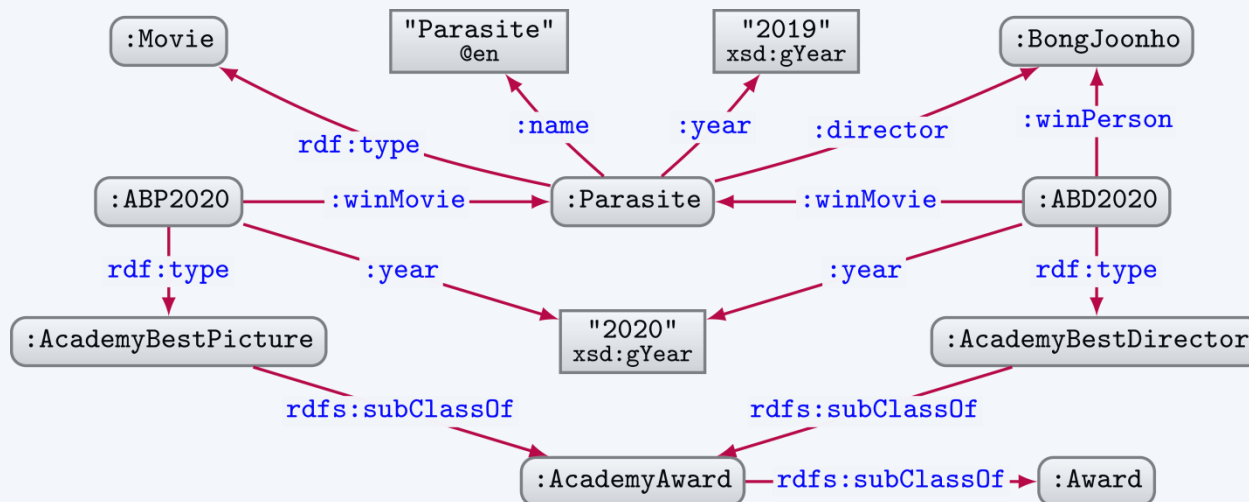 :Movie
"Parasite"
@en
"2019"
xsd:gYear
:BongJoonho
:name
:year
:director
:winPerson
rdf:type
:ABP2020
:winMovie
:Parasite
:winMovie
:ABD2020
rdf:type
:year
:year
rdf:type
:AcademyBestPicture
"2020"
xsd:gYear
:AcademyBestDirector
rdfs:subClassOf
rdfs:subClassOf
:AcademyAward
rdfs:subClassOf
:Award